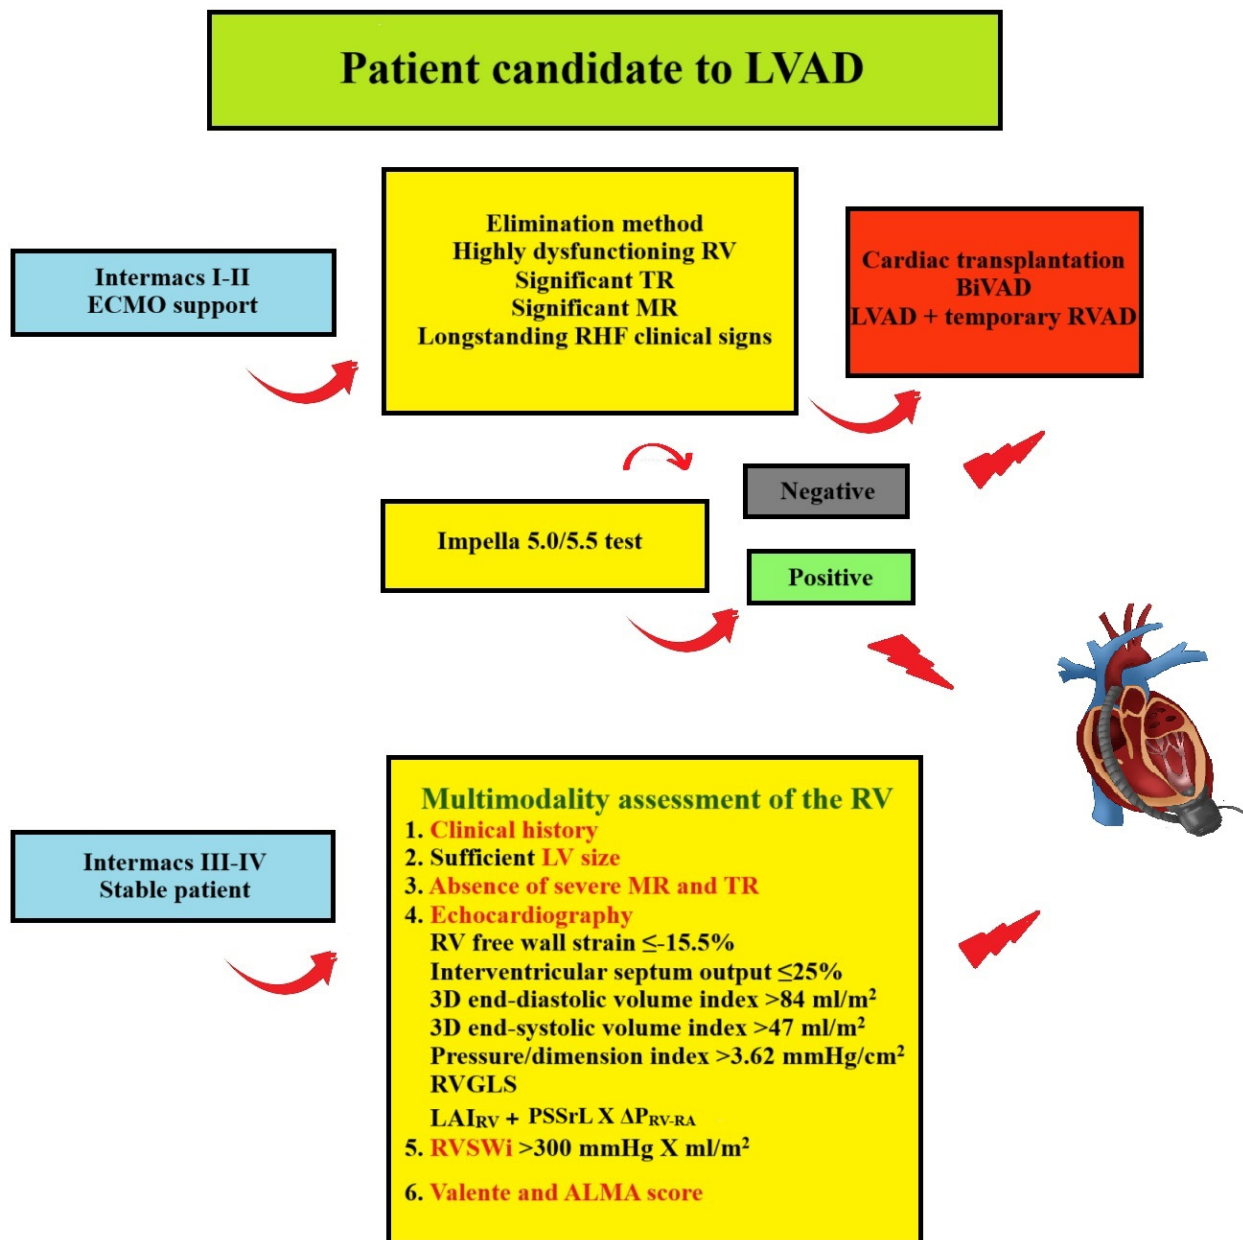 Patient candidate to LVAD
Intermacs I-II
ECMO support
Elimination method
Highly dysfunctioning RV
Significant TR
Significant MR
Longstanding RHF clinical signs
Cardiac transplantation
BiVAD
LVAD + temporary RVAD
Negative
Impella 5.0/5.5 test
Positive
Intermacs III-IV
Stable patient
Multimodality assessment of the RV
1. Clinical history
2. Sufficient LV size
3. Absence of severe MR and TR
4. Echocardiography
RV free wall strain ≤-15.5%
Interventricular septum output ≤25%
3D end-diastolic volume index >84 ml/m²
3D end-systolic volume index >47 ml/m²
Pressure/dimension index >3.62 mmHg/cm²
RVGLS
LAIRV + PSSrL X ΔPRV-RA
5. RVSWi >300 mmHg X ml/m²
6. Valente and ALMA score